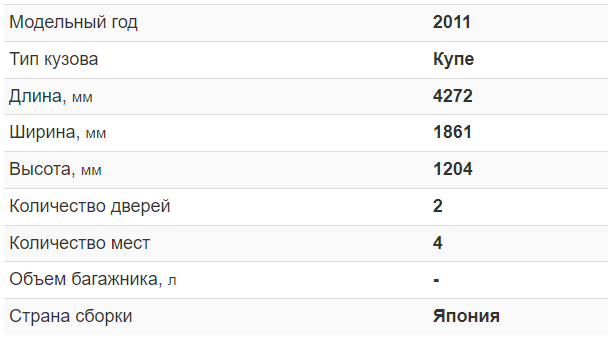 Модельный год 2011
Тип кузова Купе
Длина, мм 4272
Ширина, мм 1861
Высота, мм 1204
Количество дверей 2
Количество мест 4
Объем багажника, л -
Страна сборки Япония